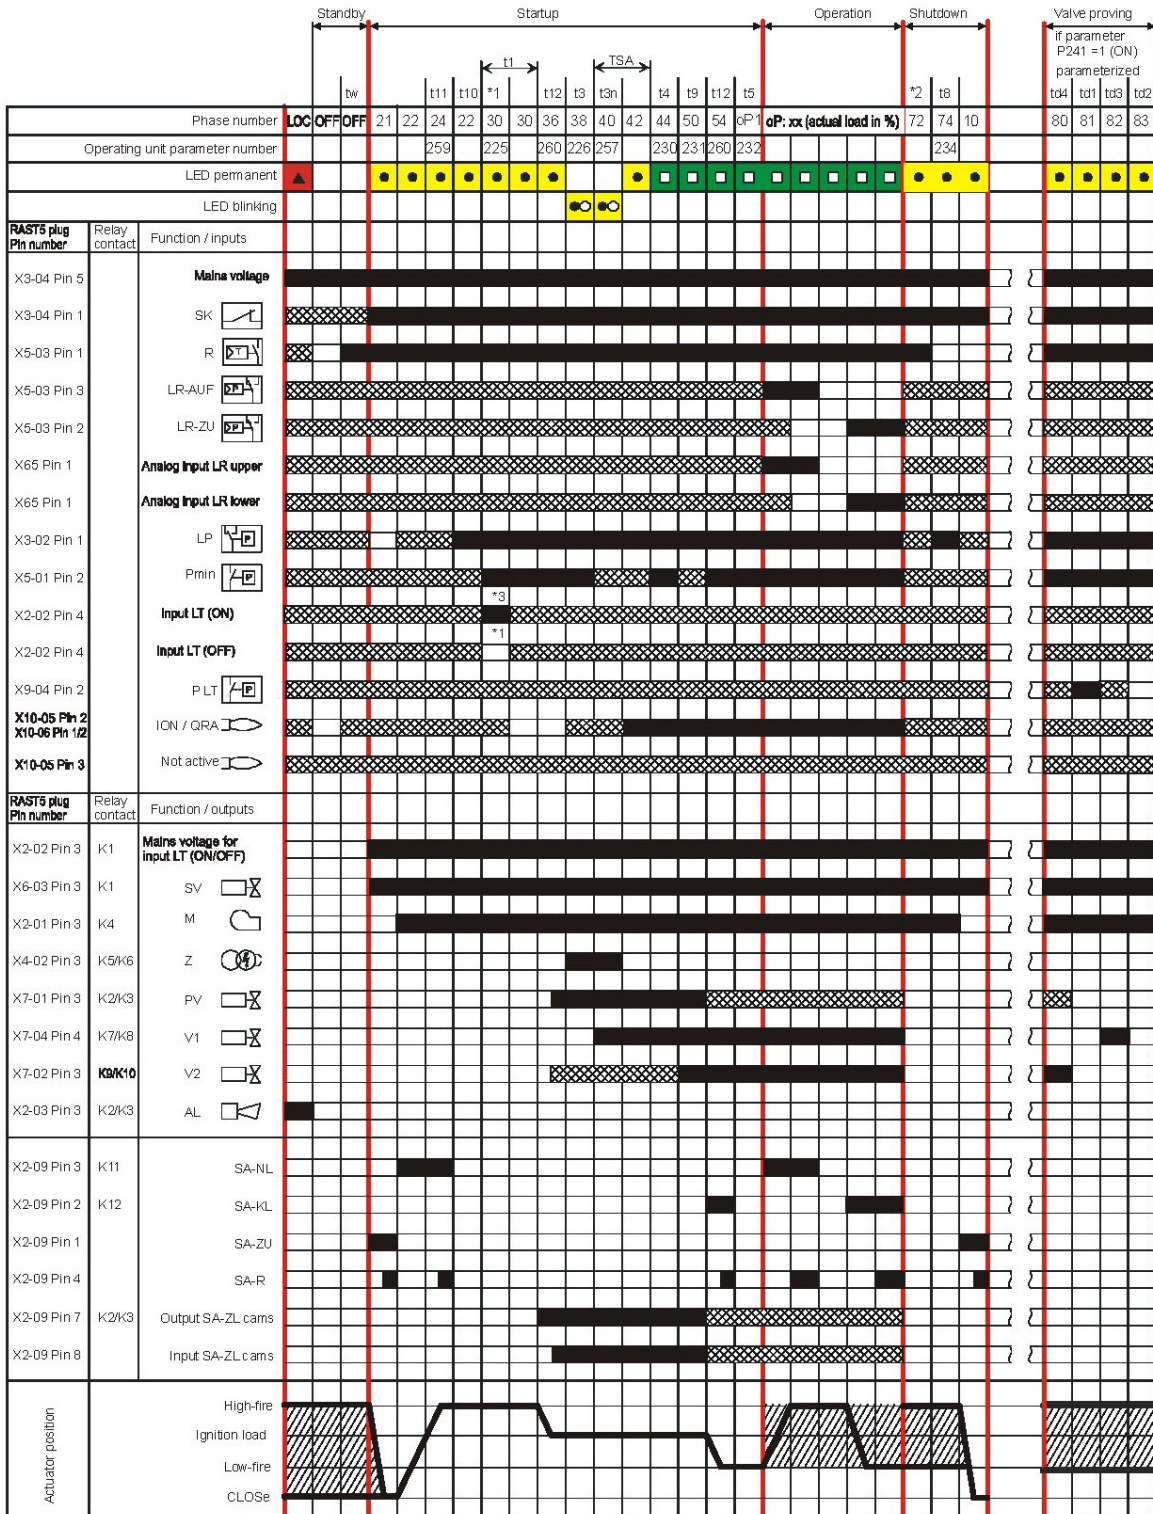 Standby Startup Operation Shutdown Valve proving
if parameter
P241 =1 (ON)
parameterized
t1 TSA
tw t11 t10 *1 t12 t3 t3n t4 t9 t12 t5 *2 t8 td4 td1 td3 td2
Phase number LOC OFF OFF 21 22 24 22 30 30 36 38 40 42 44 50 54 oP1 oP: xx (actual load in %) 72 74 10 80 81 82 83
Operating unit parameter number 259 225 260 226 257 230 231 260 232 234
LED permanent
LED blinking
RAST5 plug Pin number Relay contact Function / inputs
X3-04 Pin 5 Mains voltage
X3-04 Pin 1 SK
X5-03 Pin 1 R
X5-03 Pin 3 LR-AUF
X5-03 Pin 2 LR-ZU
X65 Pin 1 Analog input LR upper
X65 Pin 1 Analog input LR lower
X3-02 Pin 1 LP P
X5-01 Pin 2 Pmin P
*3
X2-02 Pin 4 Input LT (ON)
*1
X2-02 Pin 4 Input LT (OFF)
X9-04 Pin 2 P LT P
X10-05 Pin 2
X10-06 Pin 1/2 ION / QRA
X10-05 Pin 3 Not active
RAST5 plug Pin number Relay contact Function / outputs
X2-02 Pin 3 K1 Mains voltage for input LT (ON/OFF)
X6-03 Pin 3 K1 SV
X2-01 Pin 3 K4 M
X4-02 Pin 3 K5/K6 Z
X7-01 Pin 3 K2/K3 PV
X7-04 Pin 4 K7/K8 V1
X7-02 Pin 3 K9/K10 V2
X2-03 Pin 3 K2/K3 AL
X2-09 Pin 3 K11 SA-NL
X2-09 Pin 2 K12 SA-KL
X2-09 Pin 1 SA-ZU
X2-09 Pin 4 SA-R
X2-09 Pin 7 K2/K3 Output SA-ZL cams
X2-09 Pin 8 Input SA-ZL cams
Actuator position
High-fire
Ignition load
Low-fire
CLOSe